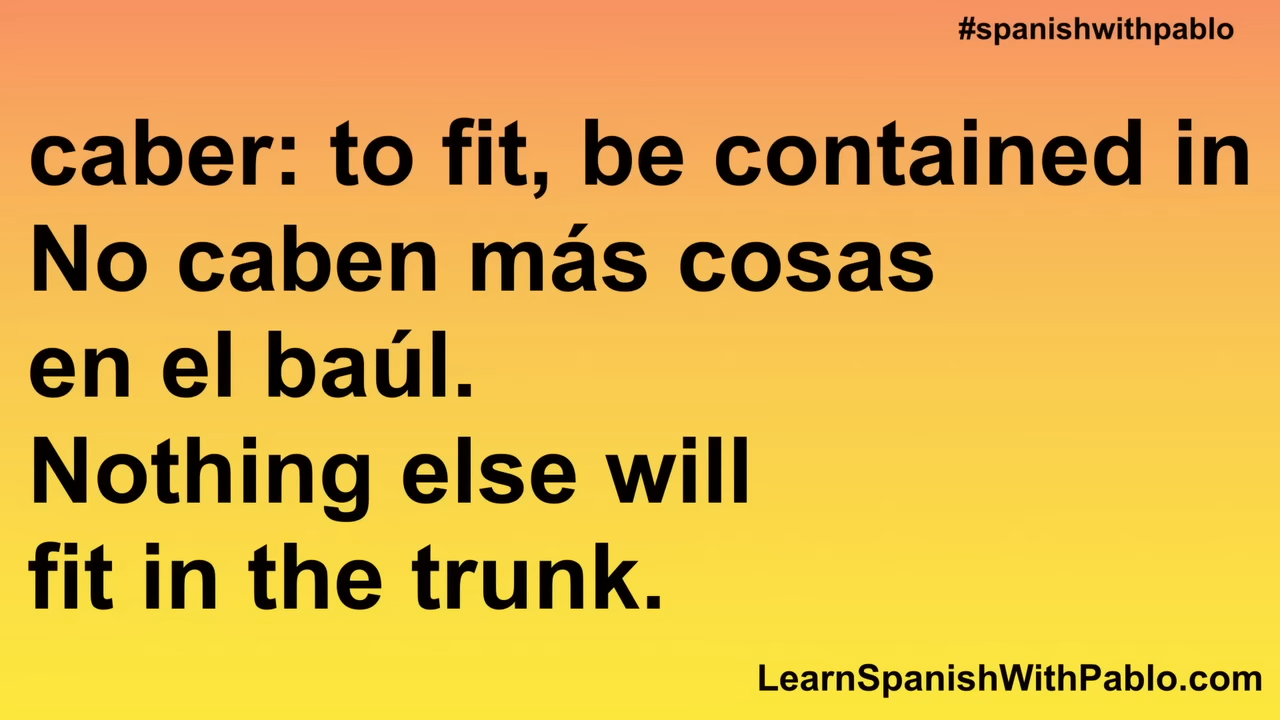 #spanishwithpablo
caber: to fit, be contained in
No caben más cosas
en el baúl.
Nothing else will
fit in the trunk.
LearnSpanishWithPablo.com